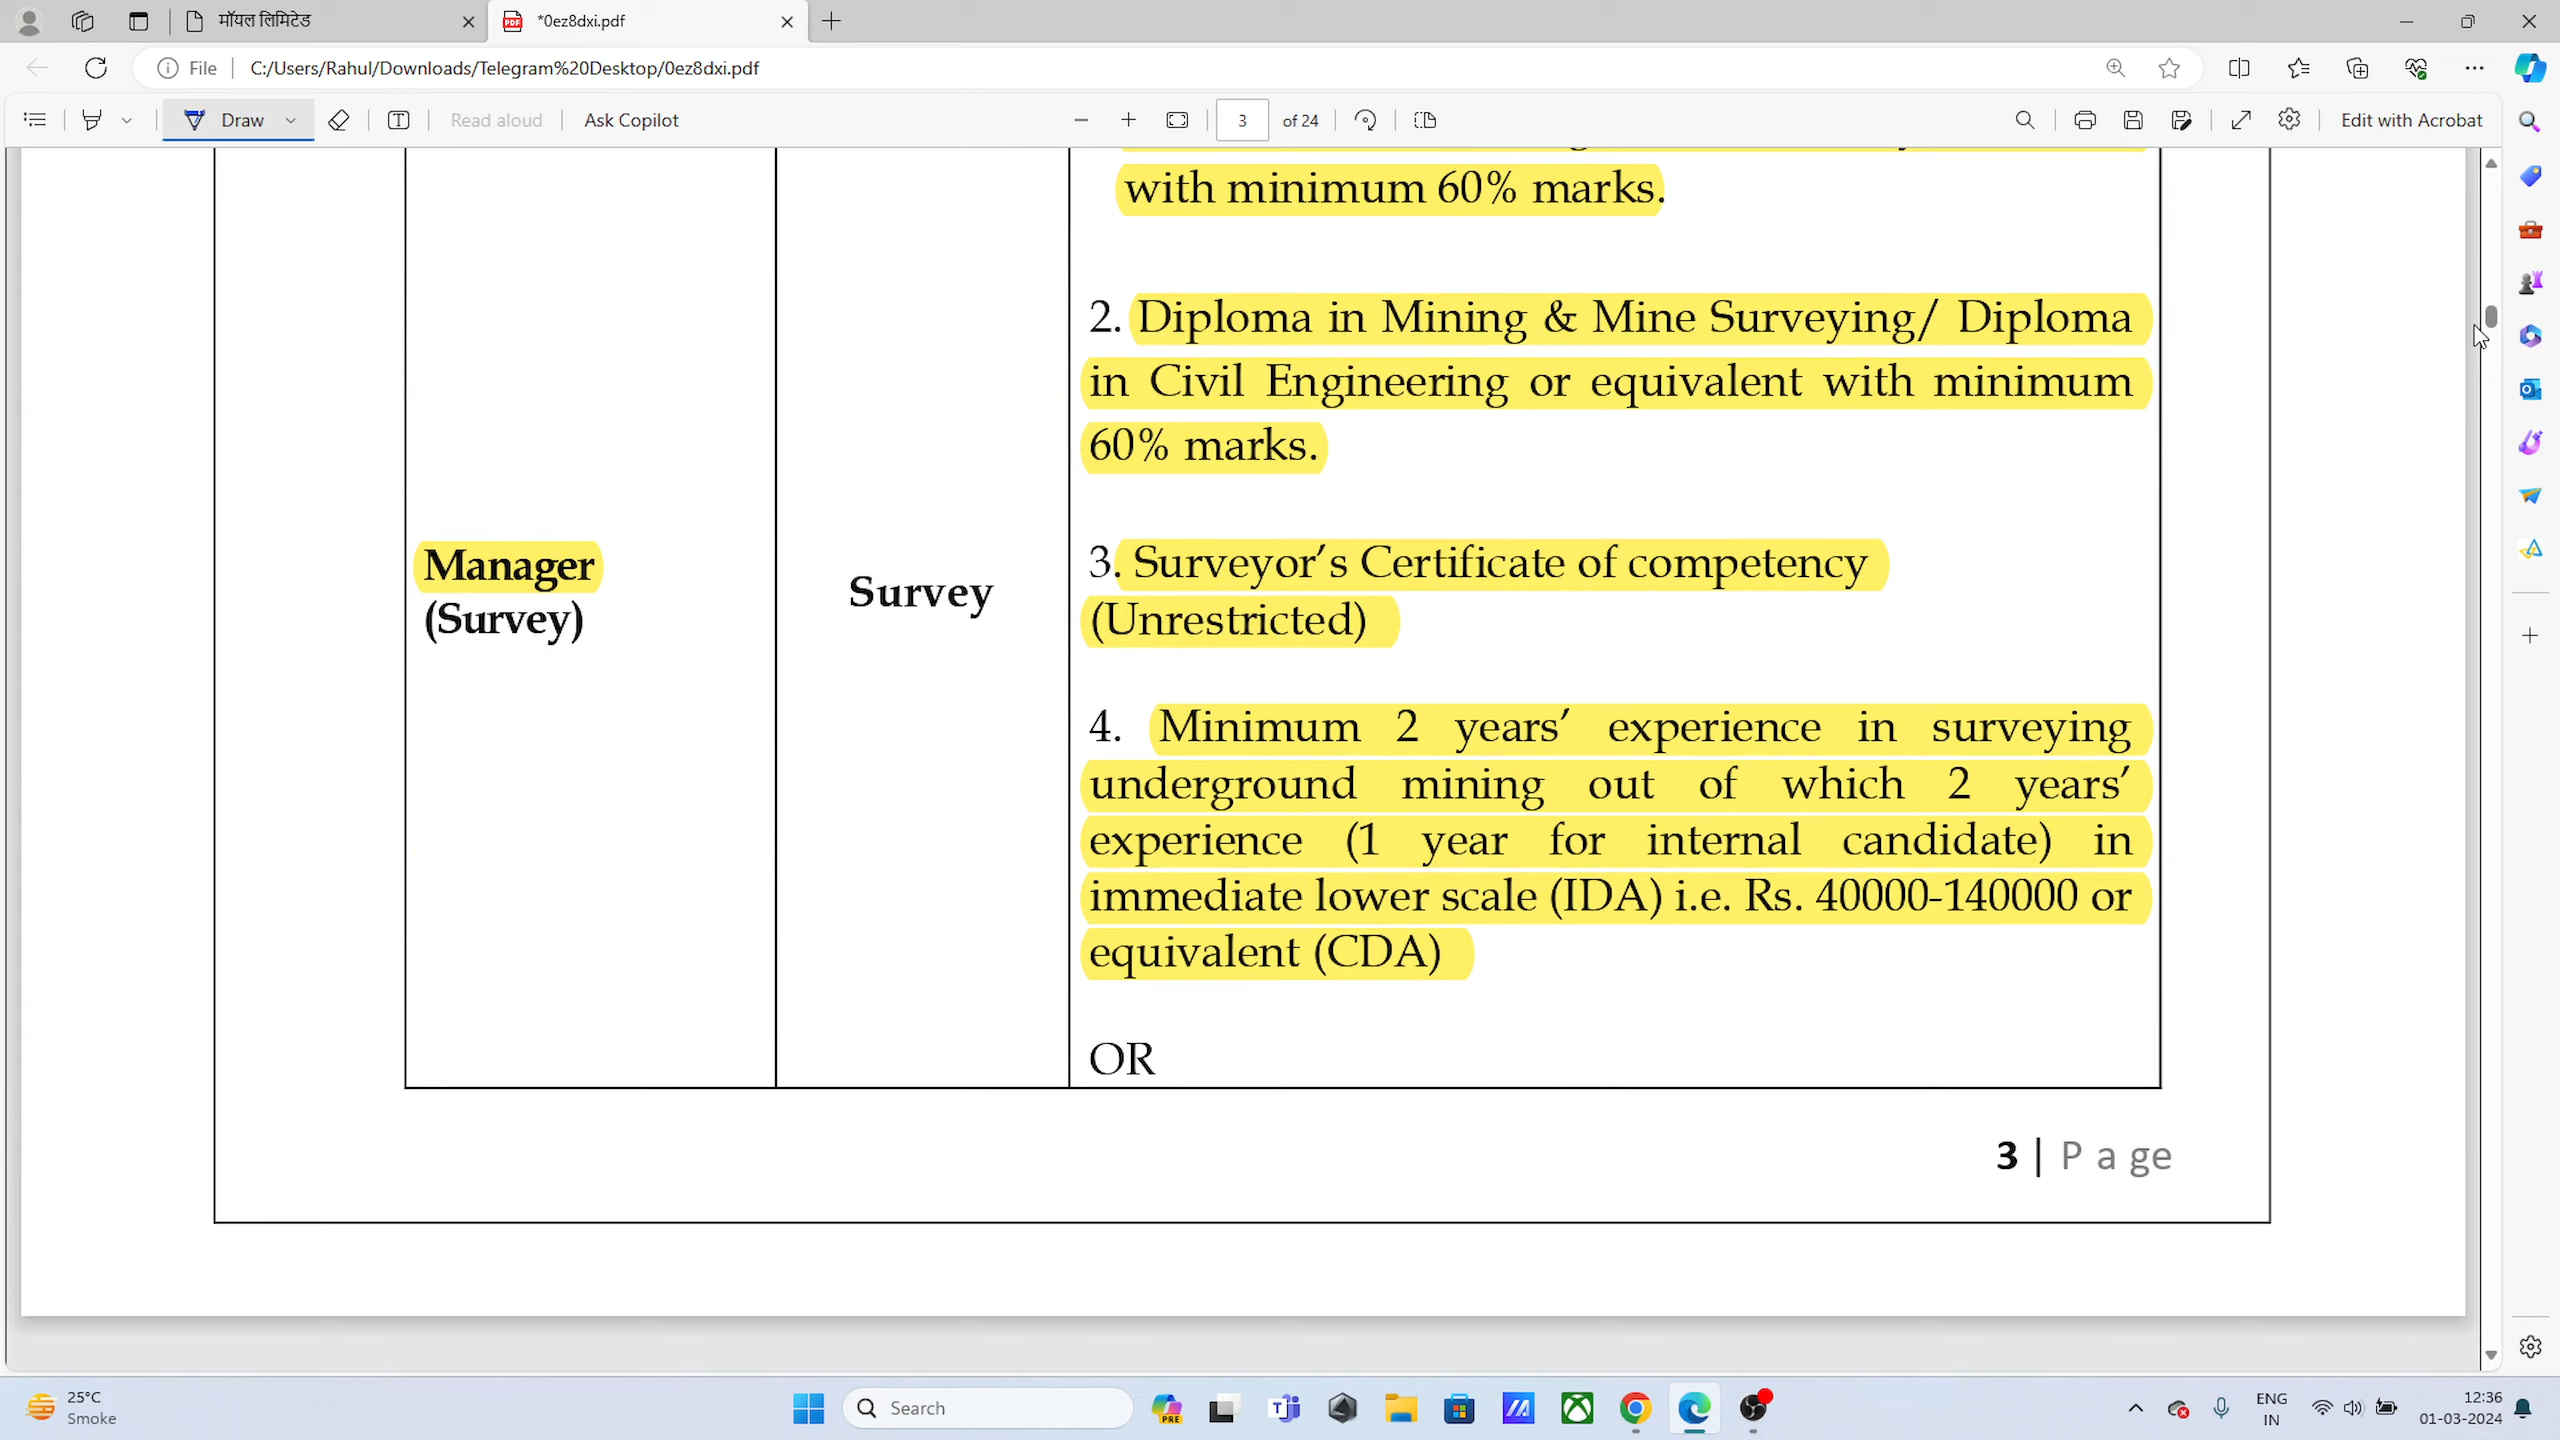 मॉयल लिमिटेड
*0ez8dxi.pdf
File
C:/Users/Rahul/Downloads/Telegram%20Desktop/0ez8dxi.pdf
Draw
Read aloud
Ask Copilot
3 of 24
Edit with Acrobat
with minimum 60% marks.
2. Diploma in Mining & Mine Surveying/ Diploma
in Civil Engineering or equivalent with minimum
60% marks.
Manager
(Survey)
Survey
3. Surveyor’s Certificate of competency
(Unrestricted)
4. Minimum 2 years’ experience in surveying
underground mining out of which 2 years’
experience (1 year for internal candidate) in
immediate lower scale (IDA) i.e. Rs. 40000-140000 or
equivalent (CDA)
OR
3 | P a ge
25°C
Smoke
Search
PRE
ENG
IN
12:36
01-03-2024